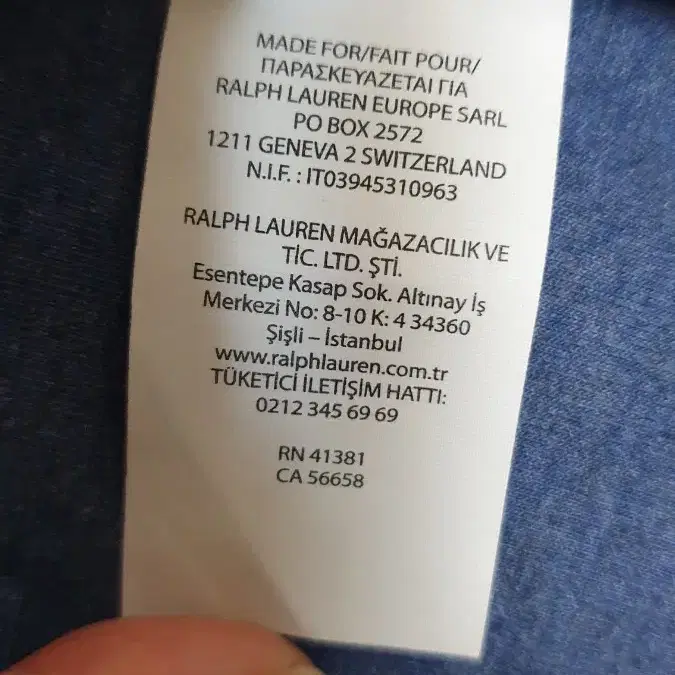 MADE FOR/FAIT POUR/
ΠΑΡΑΣΚΕΥΑΖΕΤΑΙ ΓΙΑ
RALPH LAUREN EUROPE SARL
PO BOX 2572
1211 GENEVA 2 SWITZERLAND
N.I.F. : IT03945310963
RALPH LAUREN MAĞAZACILIK VE
TİC. LTD. ŞTİ.
Esentepe Kasap Sok. Altınay İş
Merkezi No: 8-10 K: 4 34360
Şişli – İstanbul
www.ralphlauren.com.tr
TÜKETİCİ İLETİŞİM HATTI:
0212 345 69 69
RN 41381
CA 56658